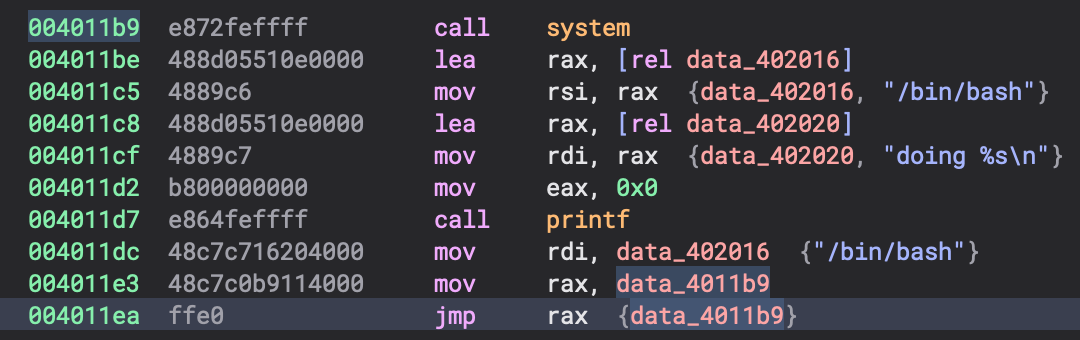 004011b9 e872feffff call system
004011be 488d05510e0000 lea rax, [rel data_402016]
004011c5 4889c6 mov rsi, rax {data_402016, "/bin/bash"}
004011c8 488d05510e0000 lea rax, [rel data_402020]
004011cf 4889c7 mov rdi, rax {data_402020, "doing %s\n"}
004011d2 b800000000 mov eax, 0x0
004011d7 e864feffff call printf
004011dc 48c7c716204000 mov rdi, data_402016 {"/bin/bash"}
004011e3 48c7c0b9114000 mov rax, data_4011b9
004011ea ffe0 jmp rax {data_4011b9}